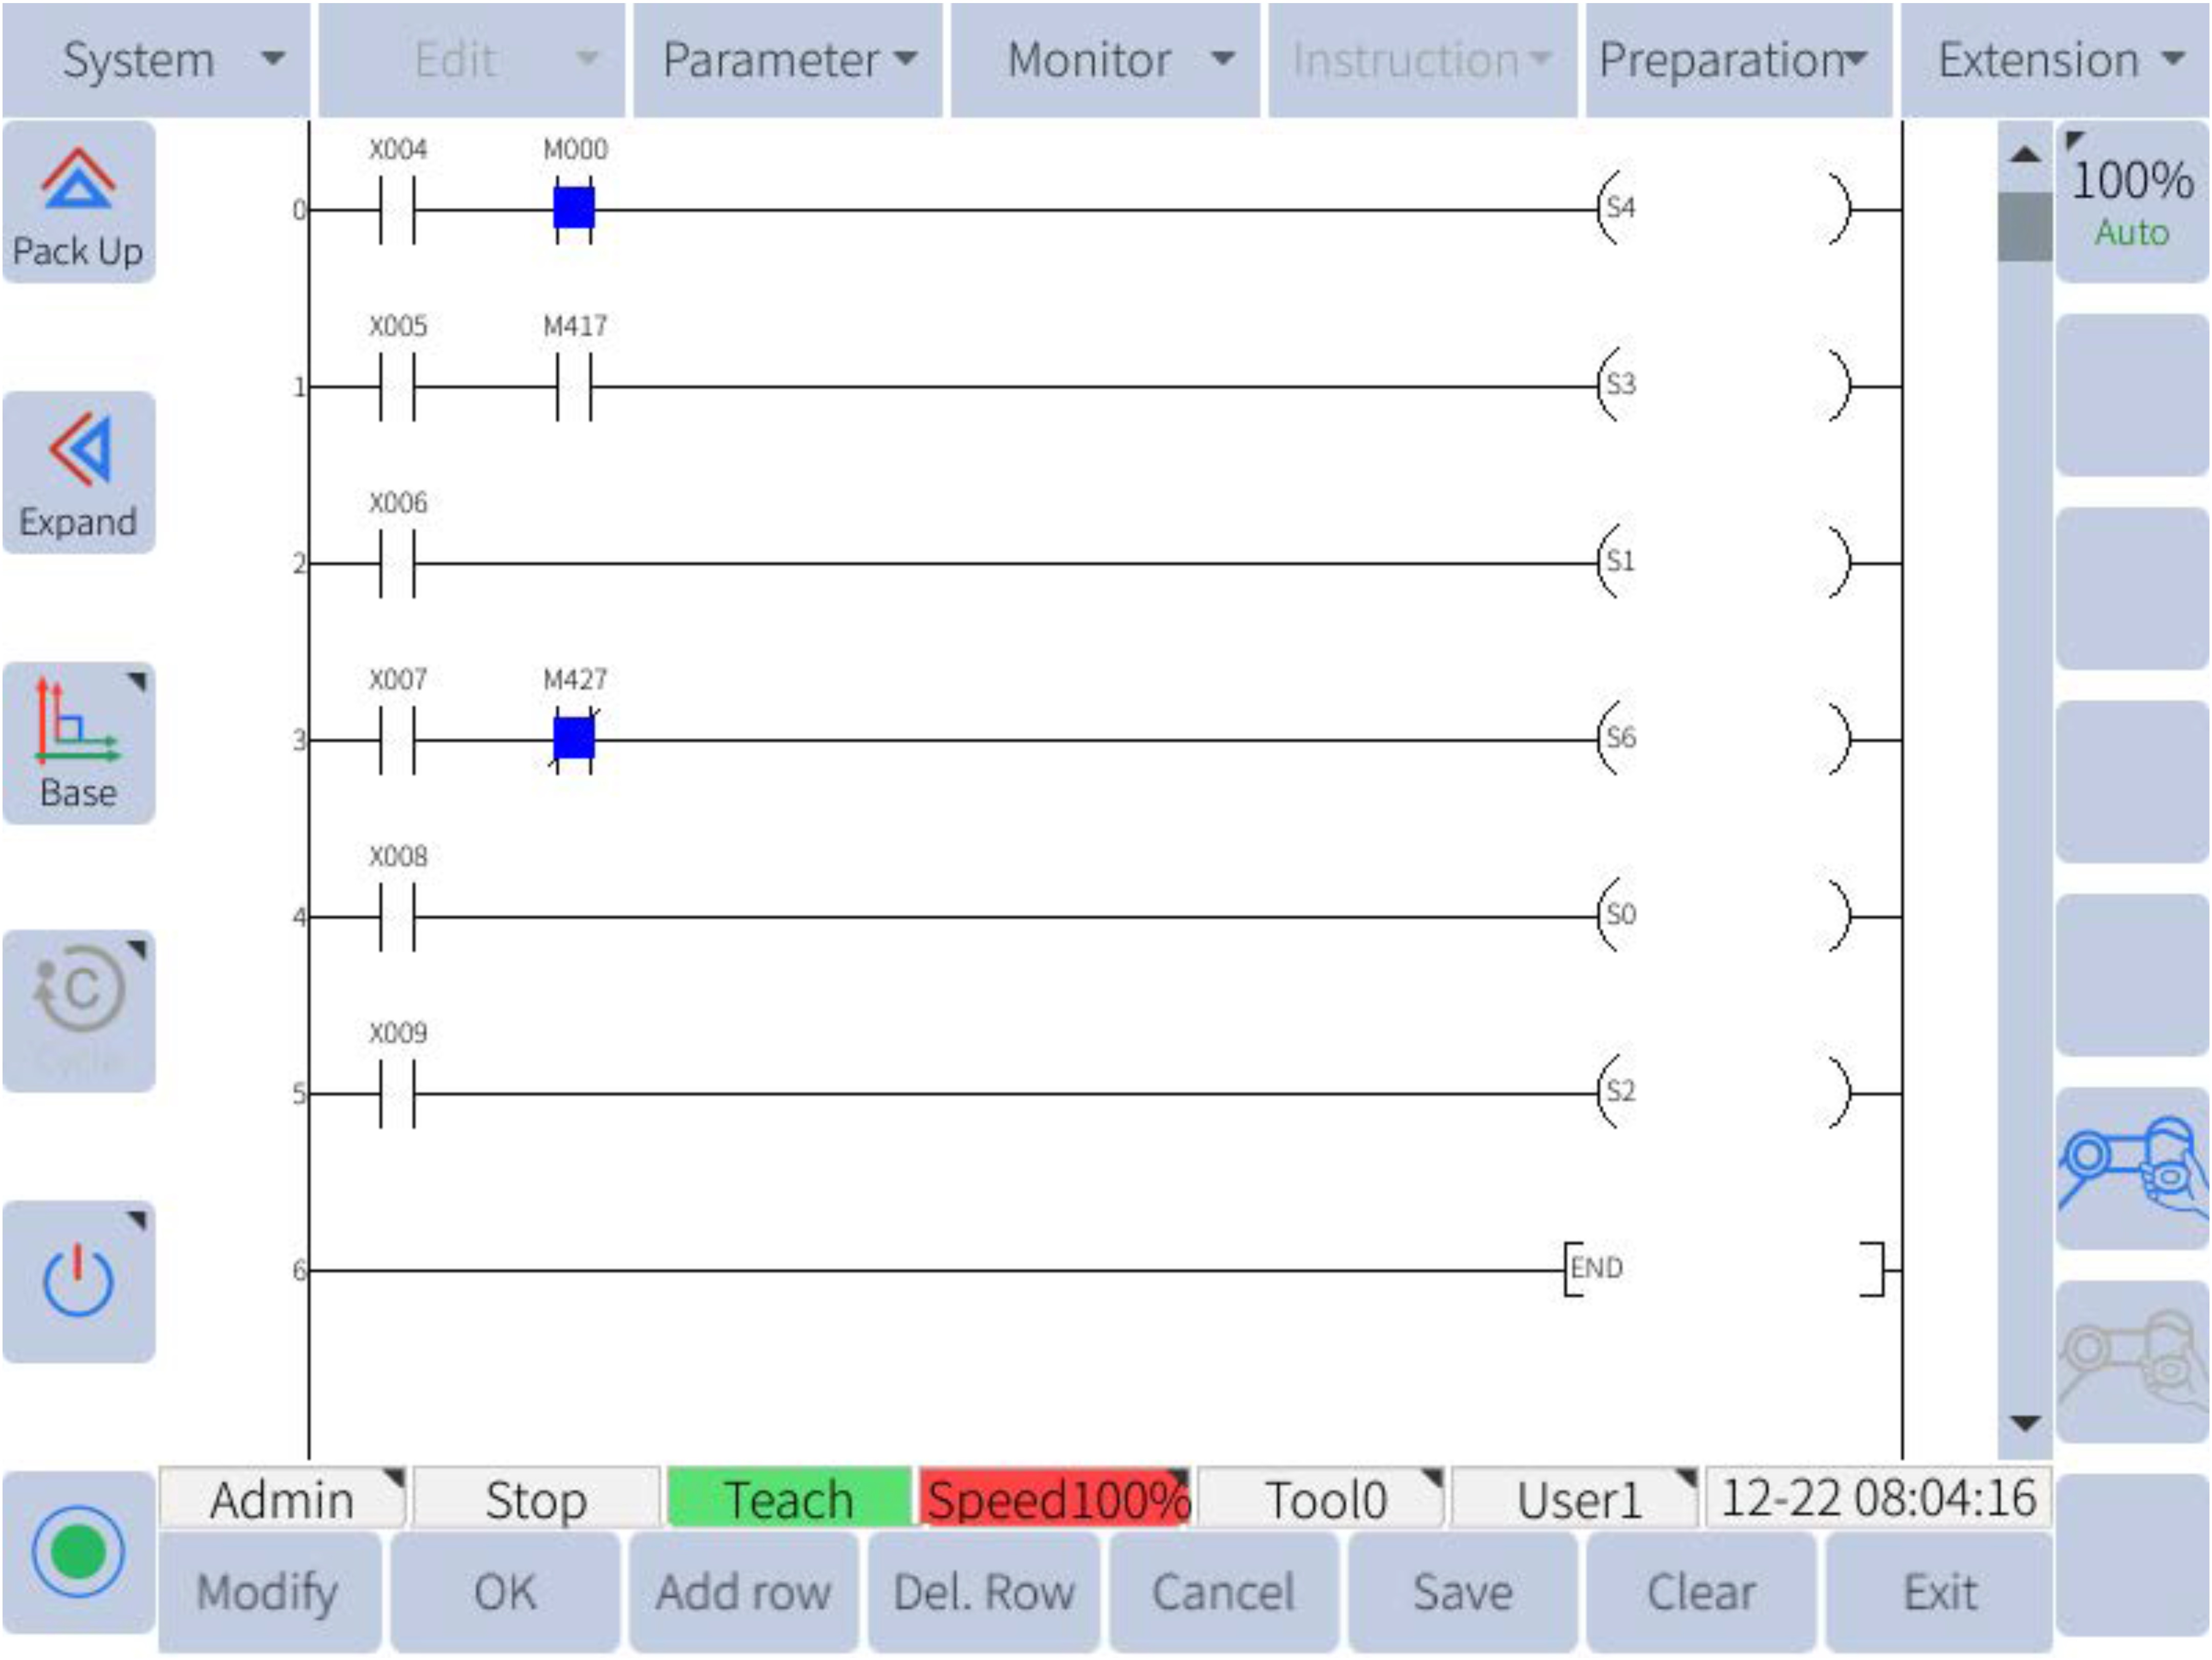 System Edit Parameter Monitor Instruction Preparation Extension
Pack Up
Expand
Base
C
Cycle
X004 M000
0 S4
X005 M417
1 S3
X006
2 S1
X007 M427
3 S6
X008
4 S0
X009
5 S2
6 END
100%
Auto
Admin Stop Teach Speed100% Tool0 User1 12-22 08:04:16
Modify OK Add row Del. Row Cancel Save Clear Exit